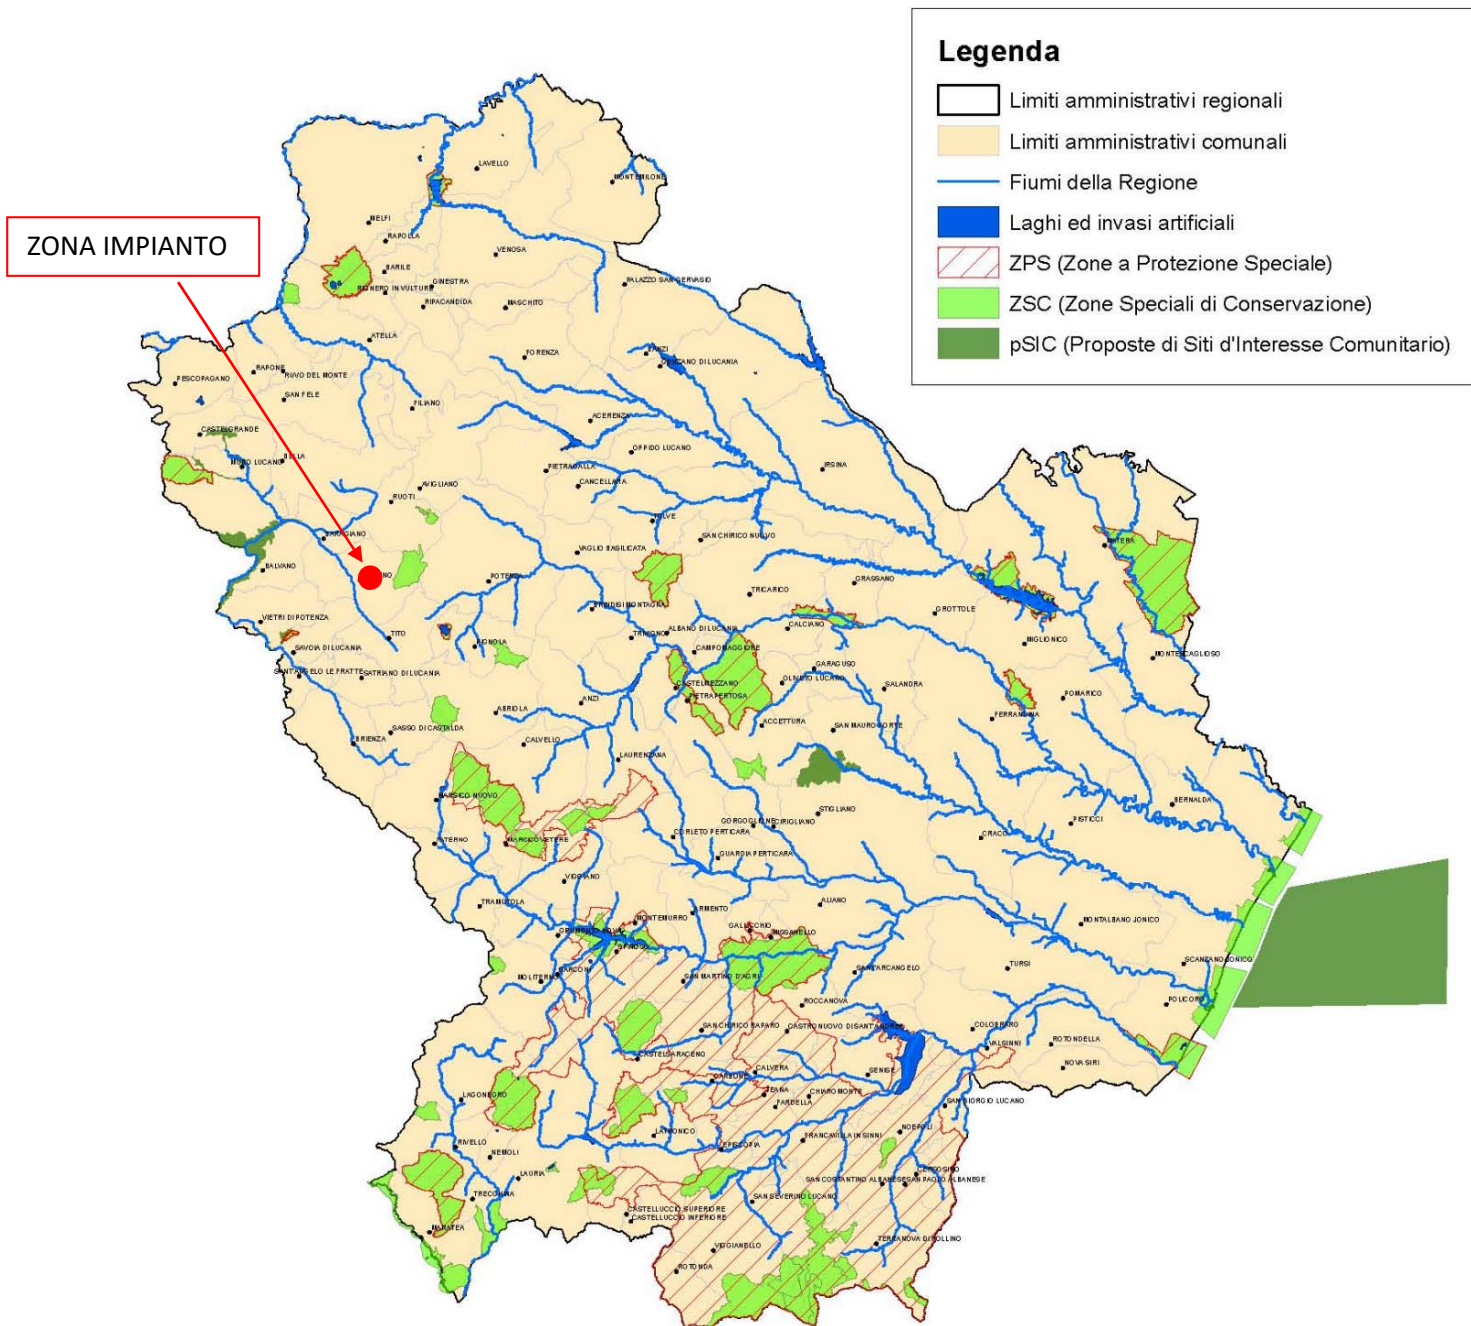 Legenda
Limiti amministrativi regionali
Limiti amministrativi comunali
Fiumi della Regione
Laghi ed invasi artificiali
ZPS (Zone a Protezione Speciale)
ZSC (Zone Speciali di Conservazione)
pSIC (Proposte di Siti d'Interesse Comunitario)
ZONA IMPIANTO
LAVELLO
MONTEMILONE
MELFI
RAPOLLA
VENOSA
BARILE
GINESTRA
PALAZZO SAN GERVASIO
RIPACANDIDA
MASCHITO
ATELLA
FORENZA
BANZI
GENZANO DI LUCANIA
RAPONE
RUVO DEL MONTE
PESCOPAGANO
SAN FELE
FILIANO
ACERENZA
CASTELGRANDE
OPPIDO LUCANO
MURO LUCANO
BELLA
PIETRAGALLA
IRSINA
CANCELLARA
AVIGLIANO
RUOTI
TOLVE
SAN CHIRICO NUOVO
MATERA
VAGLIO BASILICATA
BALVANO
POTENZA
GRASSANO
TRICARICO
BRINDISI MONTAGNA
GROTTOLE
VIETRI DI POTENZA
ALBANO DI LUCANIA
CALCIANO
TITO
TRIVIGNO
MIGLIONICO
PIGNOLA
CAMPOMAGGIORE
SAVOIA DI LUCANIA
MONTESCAGLIOSO
GARAGUSO
SANT'ANGELO LE FRATTE
SATRIANO DI LUCANIA
OLIVETO LUCANO
CASTELMEZZANO
SALANDRA
PIETRAPERTOSA
POMARICO
ANZI
ABRIOLA
FERRANDINA
ACCETTURA
SAN MAURO FORTE
SASSO DI CASTALDA
BRIENZA
CALVELLO
LAURENZANA
MARSICO NUOVO
BERNALDA
STIGLIANO
PISTICCI
GORGOGLIONE
CIRIGLIANO
CORLETO PERTICARA
CRACO
PATERNO
MARSICOVETERE
GUARDIA PERTICARA
VIGGIANO
ALIANO
TRAMUTOLA
ARMENTO
MONTEMURRO
MONTALBANO JONICO
GALLICCHIO
MISSANELLO
GRUMENTO NOVA
SPINOSO
SCANZANO JONICO
TURSI
SANT'ARCANGELO
SARCONI
MOLITERNO
SAN MARTINO D'AGRI
ROCCANOVA
POLICORO
SAN CHIRICO RAPARO
CASTRONUOVO DI SANT'ANDREA
COLOBRARO
ROTONDELLA
VALSINNI
CASTELSARACENO
NOVA SIRI
CALVERA
SENISE
CARBONE
TEANA
CHIAROMONTE
LAGONEGRO
FARDELLA
SAN GIORGIO LUCANO
NOEPOLI
LATRONICO
FRANCAVILLA IN SINNI
RIVELLO
EPISCOPIA
NEMOLI
LAURIA
CERSOSIMO
SAN COSTANTINO ALBANESE
SAN PAOLO ALBANESE
TRECCHINA
SAN SEVERINO LUCANO
CASTELLUCCIO SUPERIORE
CASTELLUCCIO INFERIORE
MARATEA
TERRANOVA DI POLLINO
VIGGIANELLO
ROTONDA